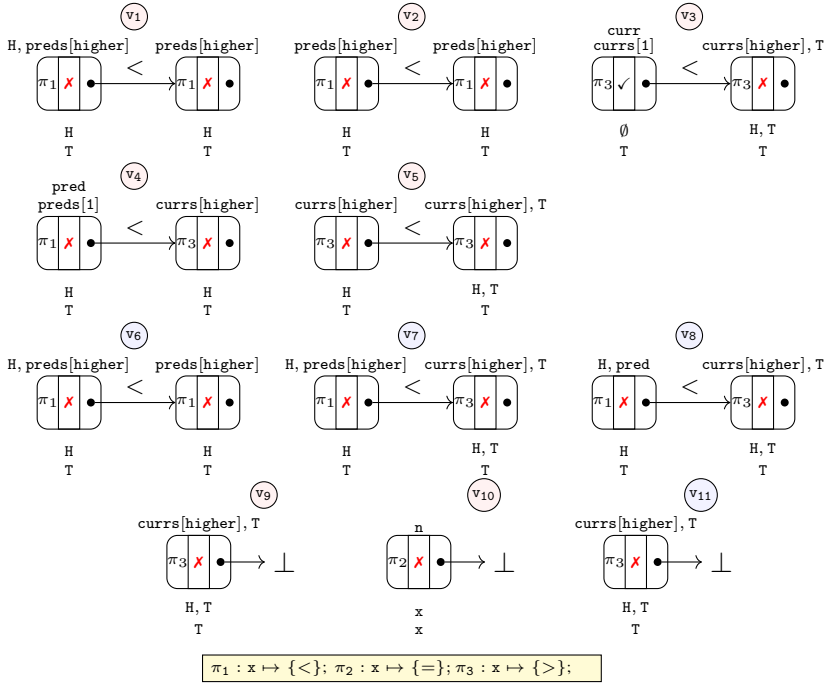 v₁ v₂ v₃
curr
H, preds[higher] preds[higher] preds[higher] preds[higher] currs[1] currs[higher], T
< < <
π₁ ✗ π₁ ✗ π₁ ✗ π₁ ✗ π₃ ✓ π₃ ✗
H H H H ∅ H, T
T T T T T T
v₄ v₅
pred
preds[1] currs[higher] currs[higher] currs[higher], T
< <
π₁ ✗ π₃ ✗ π₃ ✗ π₃ ✗
H H H H, T
T T T T
v₆ v₇ v₈
H, preds[higher] preds[higher] H, preds[higher] currs[higher], T H, pred currs[higher], T
< < <
π₁ ✗ π₁ ✗ π₁ ✗ π₃ ✗ π₁ ✗ π₃ ✗
H H H H, T H H, T
T T T T T T
v₉ v₁₀ v₁₁
currs[higher], T n currs[higher], T
π₃ ✗ ⊥ π₂ ✗ ⊥ π₃ ✗ ⊥
H, T x H, T
T x T
π₁ : x ↦ {<}; π₂ : x ↦ {=}; π₃ : x ↦ {>};